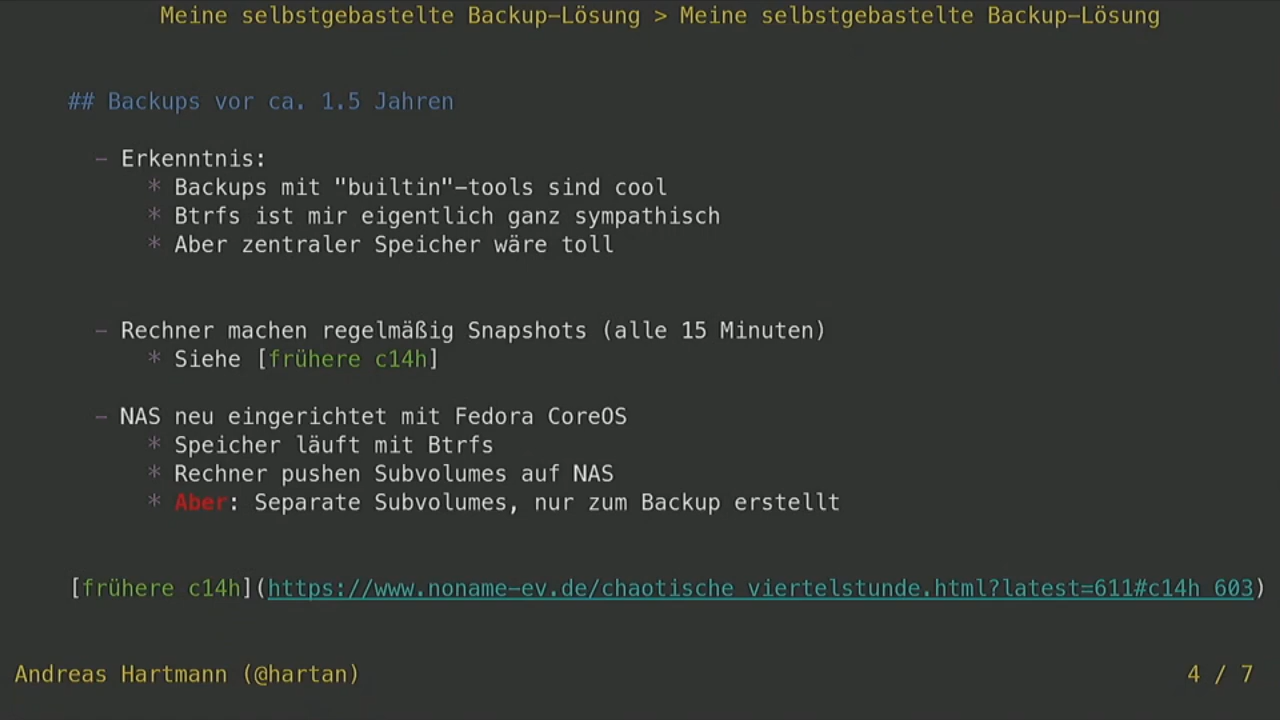 Meine selbstgebastelte Backup-Lösung > Meine selbstgebastelte Backup-Lösung
## Backups vor ca. 1.5 Jahren
- Erkenntnis:
* Backups mit "builtin"-tools sind cool
* Btrfs ist mir eigentlich ganz sympathisch
* Aber zentraler Speicher wäre toll
- Rechner machen regelmäßig Snapshots (alle 15 Minuten)
* Siehe [frühere c14h]
- NAS neu eingerichtet mit Fedora CoreOS
* Speicher läuft mit Btrfs
* Rechner pushen Subvolumes auf NAS
* Aber: Separate Subvolumes, nur zum Backup erstellt
[frühere c14h](https://www.noname-ev.de/chaotische_viertelstunde.html?latest=611#c14h_603)
Andreas Hartmann (@hartan)
4 / 7